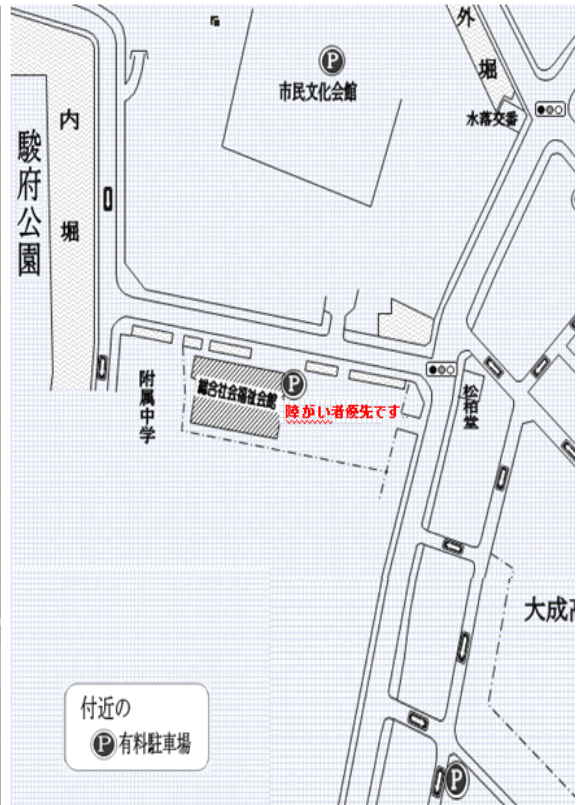 外堀
P
市民文化会館
水落交番
内堀
駿府公園
附属中学
総合社会福祉会館
P
障がい者優先です
松柏堂
大成高
付近の
P有料駐車場
P